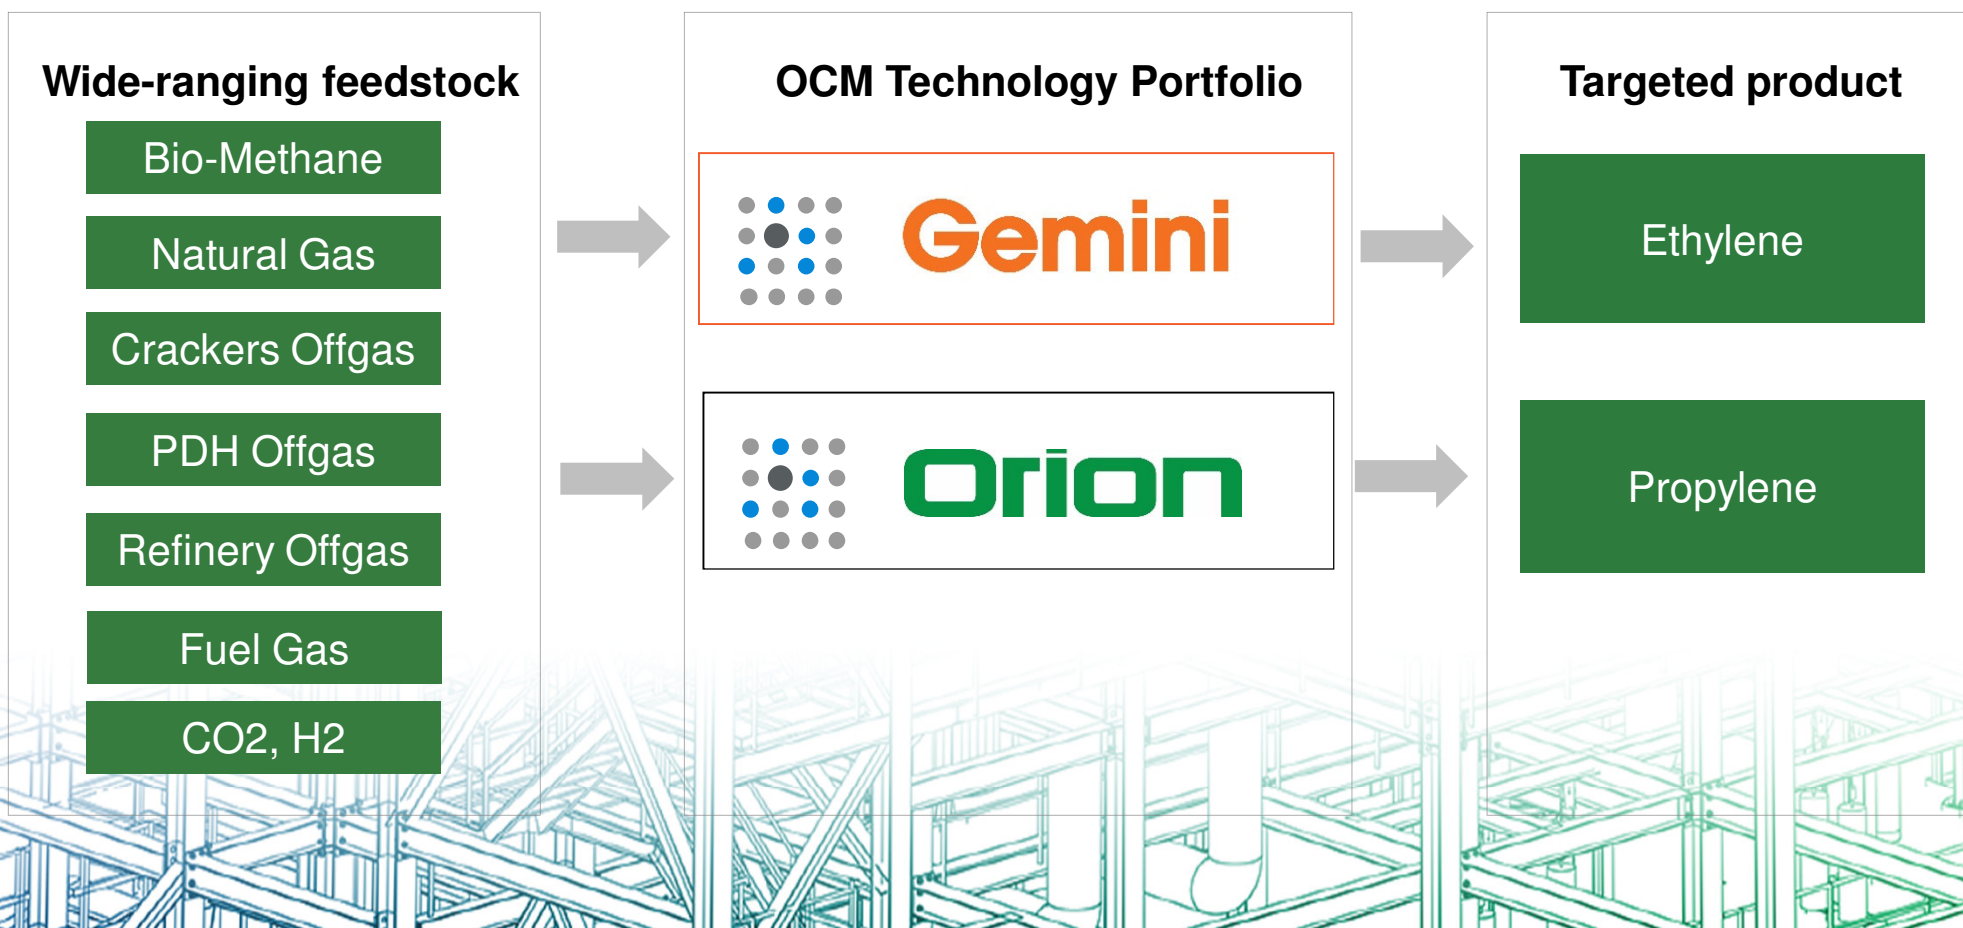 Wide-ranging feedstock
Bio-Methane
Natural Gas
Crackers Offgas
PDH Offgas
Refinery Offgas
Fuel Gas
CO2, H2
OCM Technology Portfolio
Gemini
Orion
Targeted product
Ethylene
Propylene